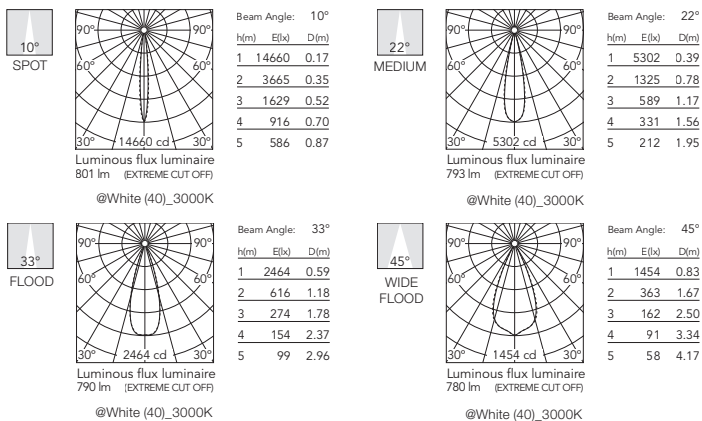 10°
SPOT
90° 90°
60° 60°
30° 14660 cd 30°
Luminous flux luminaire
801 lm (EXTREME CUT OFF)
@White (40)_3000K
Beam Angle: 10°
h(m) E(lx) D(m)
1 14660 0.17
2 3665 0.35
3 1629 0.52
4 916 0.70
5 586 0.87
22°
MEDIUM
90° 90°
60° 60°
30° 5302 cd 30°
Luminous flux luminaire
793 lm (EXTREME CUT OFF)
@White (40)_3000K
Beam Angle: 22°
h(m) E(lx) D(m)
1 5302 0.39
2 1325 0.78
3 589 1.17
4 331 1.56
5 212 1.95
33°
FLOOD
90° 90°
60° 60°
30° 2464 cd 30°
Luminous flux luminaire
790 lm (EXTREME CUT OFF)
@White (40)_3000K
Beam Angle: 33°
h(m) E(lx) D(m)
1 2464 0.59
2 616 1.18
3 274 1.78
4 154 2.37
5 99 2.96
45°
WIDE
FLOOD
90° 90°
60° 60°
30° 1454 cd 30°
Luminous flux luminaire
780 lm (EXTREME CUT OFF)
@White (40)_3000K
Beam Angle: 45°
h(m) E(lx) D(m)
1 1454 0.83
2 363 1.67
3 162 2.50
4 91 3.34
5 58 4.17